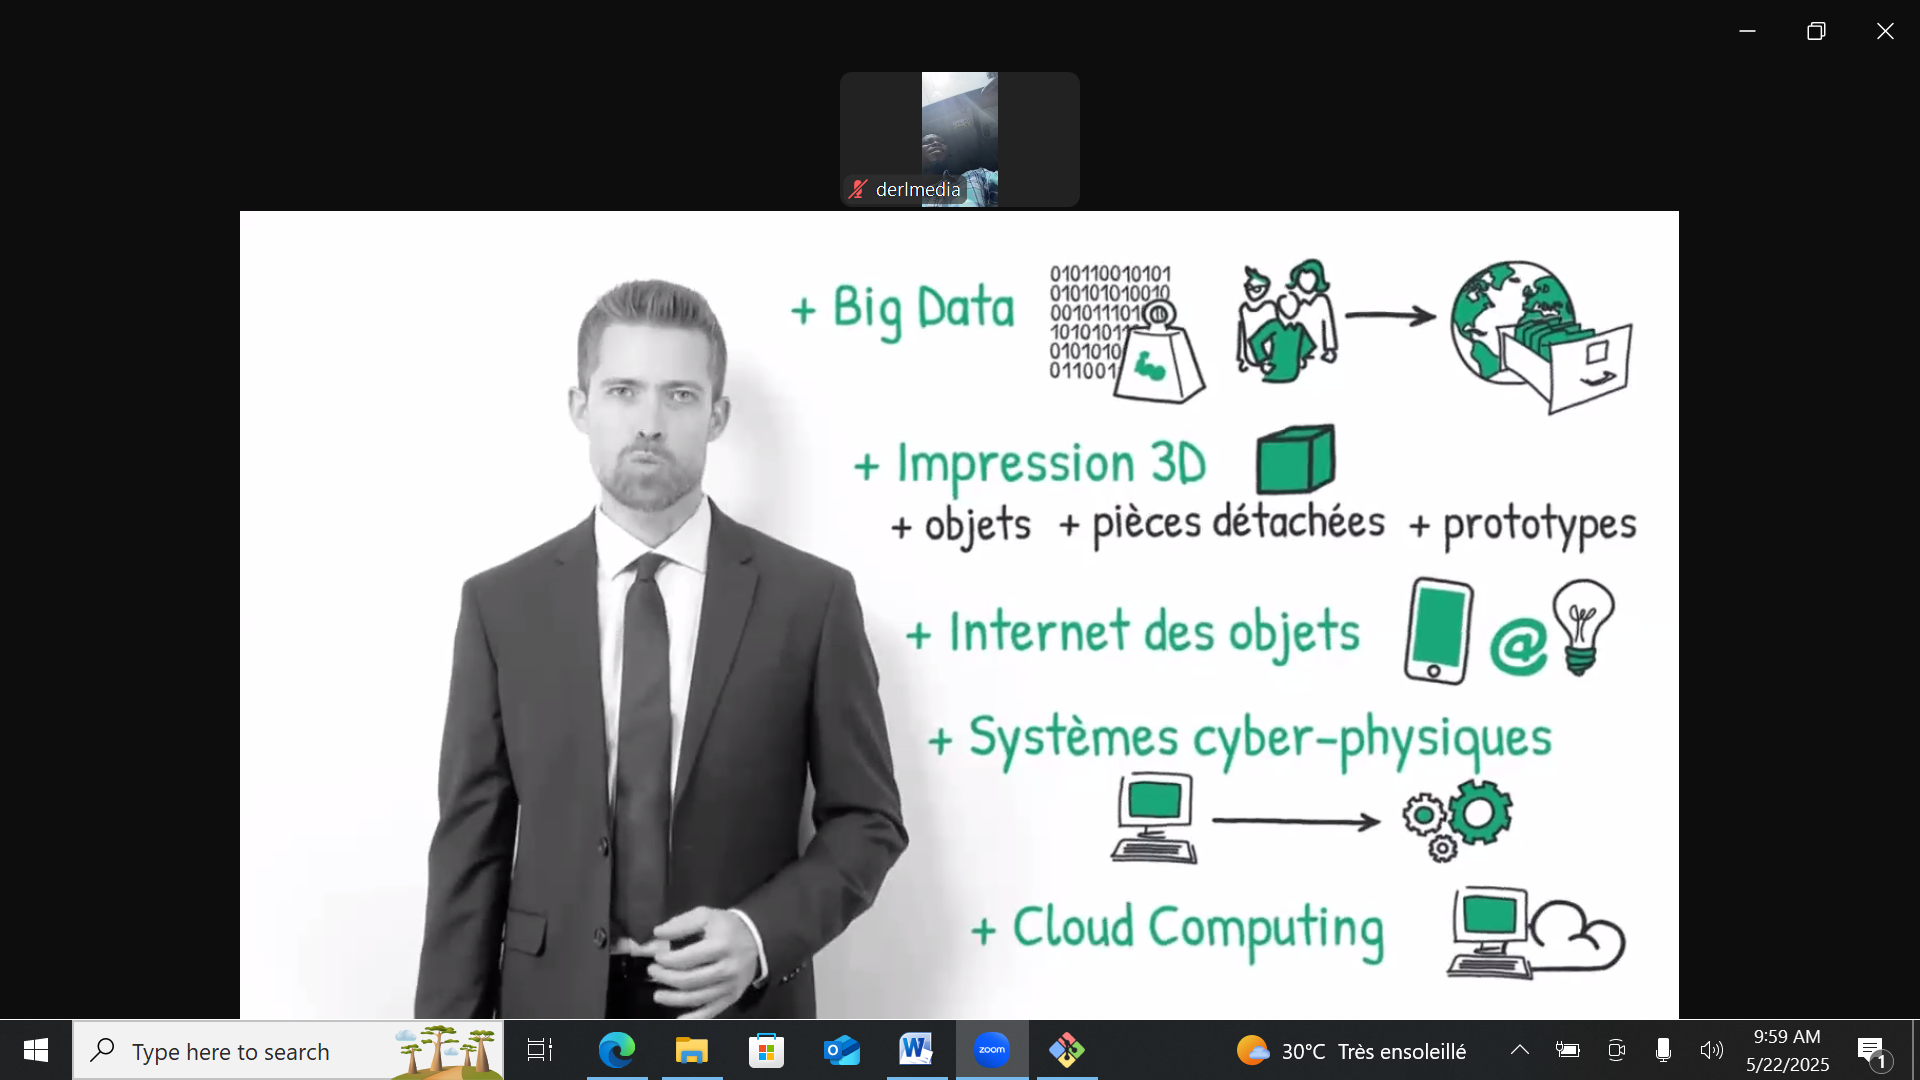 derlmedia
+ Big Data
010110010101
010101010010
00101110
1010101
0101010
011001
+ Impression 3D
+ objets + pièces détachées + prototypes
+ Internet des objets
@
+ Systèmes cyber-physiques
+ Cloud Computing
Type here to search
zoom
30°C Très ensoleillé
9:59 AM
5/22/2025
1